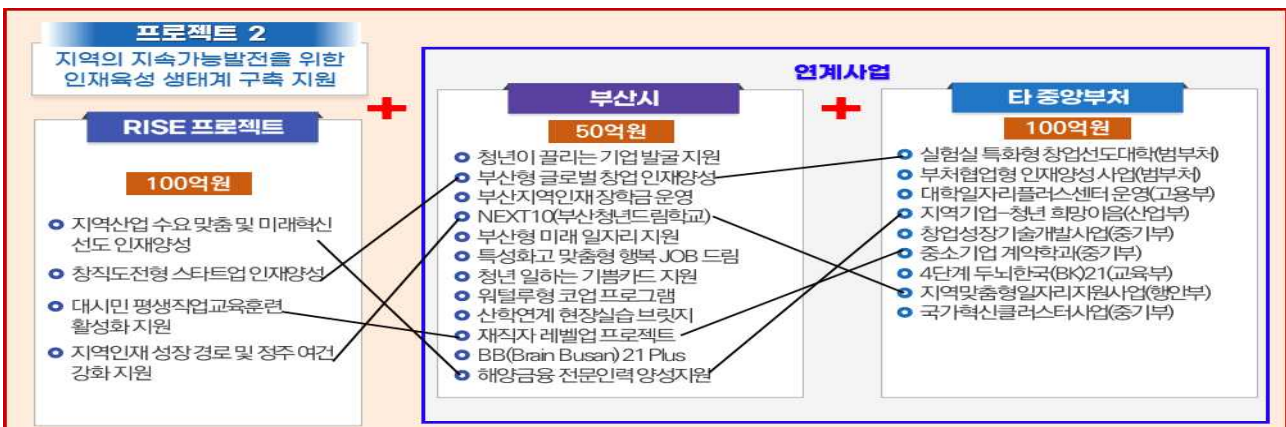 프로젝트 2
지역의 지속가능발전을 위한
인재육성 생태계 구축 지원
RISE 프로젝트
100억원
지역산업 수요 맞춤 및 미래혁신
선도 인재양성
창직도전형 스타트업 인재양성
대시민 평생직업교육훈련
활성화 지원
지역인재 성장 경로 및 정주 여건
강화 지원
+
연계사업
부산시
50억원
청년이 끌리는 기업 발굴 지원
부산형 글로벌 창업 인재양성
부산지역인재 장학금 운영
NEXT10(부산청년드림학교)
부산형 미래 일자리 지원
특성화고 맞춤형 행복 JOB 드림
청년 일하는 기쁨카드 지원
워털루형 코업 프로그램
산학연계 현장실습 브릿지
재직자 레벨업 프로젝트
BB(Brain Busan) 21 Plus
해양금융 전문인력 양성지원
+
타 중앙부처
100억원
실험실 특화형 창업선도대학(범부처)
부처협업형 인재양성 사업(범부처)
대학일자리플러스센터 운영(고용부)
지역기업-청년 희망이음(산업부)
창업성장기술개발사업(중기부)
중소기업 계약학과(중기부)
4단계 두뇌한국(BK)21(교육부)
지역맞춤형일자리지원사업(행안부)
국가혁신클러스터사업(중기부)